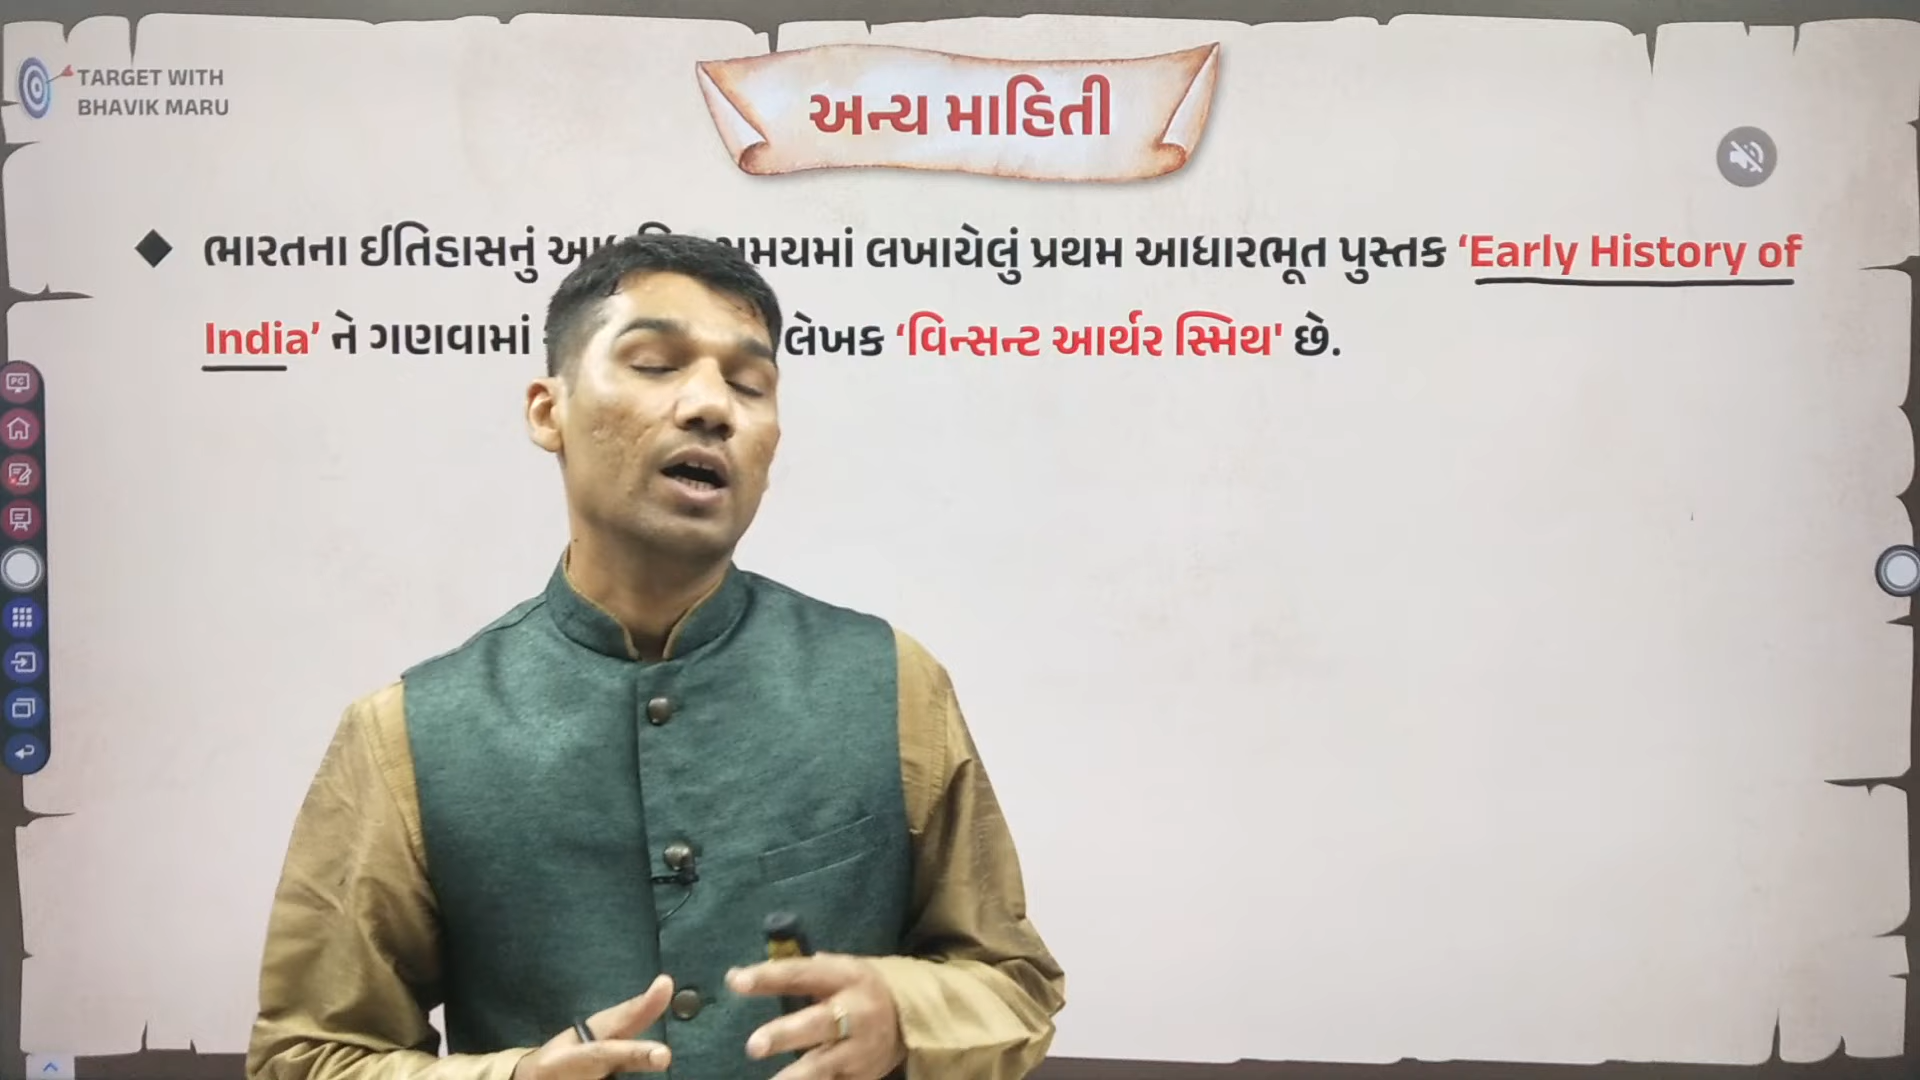 TARGET WITH
BHAVIK MARU
અન્ય માહિતી
ભારતના ઈતિહાસનું સમયમાં લખાયેલું પ્રથમ આધારભૂત પુસ્તક ‘Early History of
India’ ને ગણવામાં લેખક ‘વિન્સન્ટ આર્થર સ્મિથ' છે.
PC